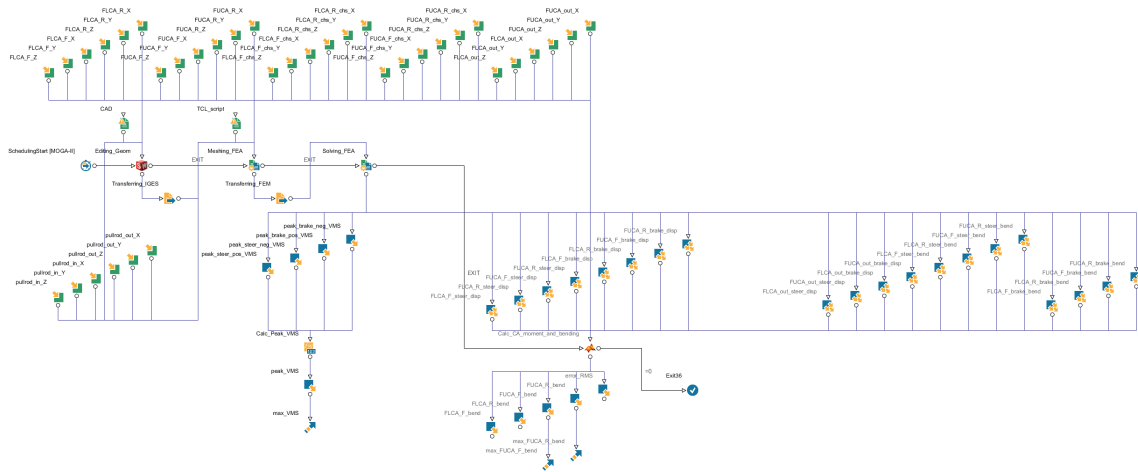 FLCA_R_X
FLCA_R_Y
FLCA_R_Z
FLCA_F_X
FLCA_F_Y
FLCA_F_Z
FUCA_R_X
FUCA_R_Y
FUCA_R_Z
FUCA_F_X
FUCA_F_Y
FUCA_F_Z
FLCA_R_chs_X
FLCA_R_chs_Y
FLCA_R_chs_Z
FLCA_F_chs_X
FLCA_F_chs_Y
FLCA_F_chs_Z
FUCA_R_chs_X
FUCA_R_chs_Y
FUCA_R_chs_Z
FUCA_F_chs_X
FUCA_F_chs_Y
FUCA_F_chs_Z
FUCA_out_X
FUCA_out_Y
FUCA_out_Z
FLCA_out_X
FLCA_out_Y
FLCA_out_Z
CAD
TCL_script
SchedulingStart [MOGA-II]
Editing_Geom
EXIT
Meshing_FEA
EXIT
Solving_FEA
Transferring_IGES
Transferring_FEM
pullrod_out_X
pullrod_out_Y
pullrod_out_Z
pullrod_in_X
pullrod_in_Y
pullrod_in_Z
peak_brake_neg_VMS
peak_brake_pos_VMS
peak_steer_neg_VMS
peak_steer_pos_VMS
EXIT
FUCA_R_brake_disp
FUCA_F_brake_disp
FLCA_R_brake_disp
FLCA_F_brake_disp
FUCA_R_steer_disp
FUCA_F_steer_disp
FLCA_R_steer_disp
FLCA_F_steer_disp
FUCA_R_steer_bend
FUCA_F_steer_bend
FLCA_R_steer_bend
FLCA_F_steer_bend
FUCA_out_brake_disp
FLCA_out_brake_disp
FUCA_out_steer_disp
FLCA_out_steer_disp
FUCA_R_brake_bend
FUCA_F_brake_bend
FLCA_R_brake_bend
FLCA_F_brake_bend
Calc_Peak_VMS
Calc_CA_moment_and_bending
peak_VMS
max_VMS
error_RMS
=0
Exit36
FUCA_R_bend
FUCA_F_bend
FLCA_R_bend
FLCA_F_bend
max_FUCA_R_bend
max_FUCA_F_bend